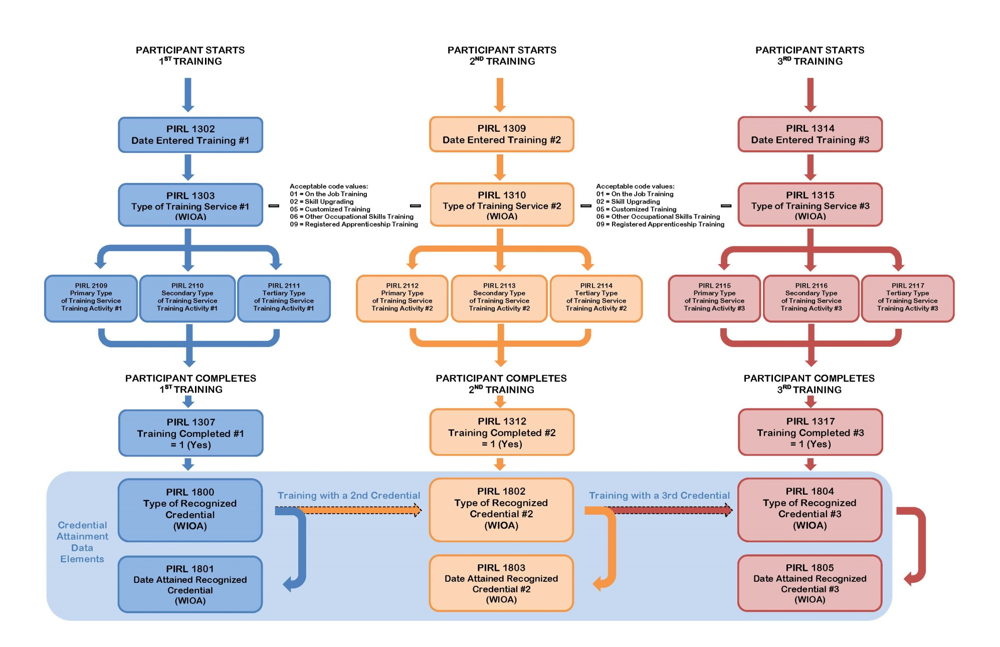 PARTICIPANT STARTS
1ST TRAINING
PIRL 1302
Date Entered Training #1
PIRL 1303
Type of Training Service #1
(WIOA)
Acceptable code values:
01 = On the Job Training
02 = Skill Upgrading
05 = Customized Training
06 = Other Occupational Skills Training
09 = Registered Apprenticeship Training
PIRL 2109
Primary Type
of Training Service
Training Activity #1
PIRL 2110
Secondary Type
of Training Service
Training Activity #1
PIRL 2111
Tertiary Type
of Training Service
Training Activity #1
PARTICIPANT COMPLETES
1ST TRAINING
PIRL 1307
Training Completed #1
= 1 (Yes)
PARTICIPANT STARTS
2ND TRAINING
PIRL 1309
Date Entered Training #2
PIRL 1310
Type of Training Service #2
(WIOA)
Acceptable code values:
01 = On the Job Training
02 = Skill Upgrading
05 = Customized Training
06 = Other Occupational Skills Training
09 = Registered Apprenticeship Training
PIRL 2112
Primary Type
of Training Service
Training Activity #2
PIRL 2113
Secondary Type
of Training Service
Training Activity #2
PIRL 2114
Tertiary Type
of Training Service
Training Activity #2
PARTICIPANT COMPLETES
2ND TRAINING
PIRL 1312
Training Completed #2
= 1 (Yes)
PARTICIPANT STARTS
3RD TRAINING
PIRL 1314
Date Entered Training #3
PIRL 1315
Type of Training Service #3
(WIOA)
PIRL 2115
Primary Type
of Training Service
Training Activity #3
PIRL 2116
Secondary Type
of Training Service
Training Activity #3
PIRL 2117
Tertiary Type
of Training Service
Training Activity #3
PARTICIPANT COMPLETES
3RD TRAINING
PIRL 1317
Training Completed #3
= 1 (Yes)
Credential
Attainment
Data
Elements
PIRL 1800
Type of Recognized
Credential
(WIOA)
Training with a 2nd Credential
PIRL 1802
Type of Recognized
Credential #2
(WIOA)
Training with a 3rd Credential
PIRL 1804
Type of Recognized
Credential #3
(WIOA)
PIRL 1801
Date Attained Recognized
Credential
(WIOA)
PIRL 1803
Date Attained Recognized
Credential #2
(WIOA)
PIRL 1805
Date Attained Recognized
Credential #3
(WIOA)